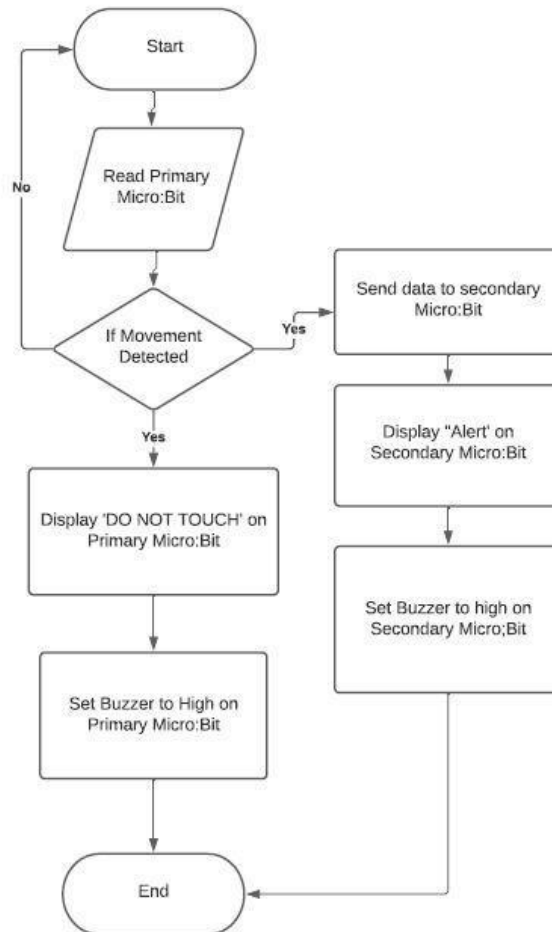 Start
Read Primary
Micro:Bit
No
If Movement
Detected
Yes
Yes
Send data to secondary
Micro:Bit
Display "Alert' on
Secondary Micro:Bit
Set Buzzer to high on
Secondary Micro;Bit
Display 'DO NOT TOUCH' on
Primary Micro:Bit
Set Buzzer to High on
Primary Micro:Bit
End